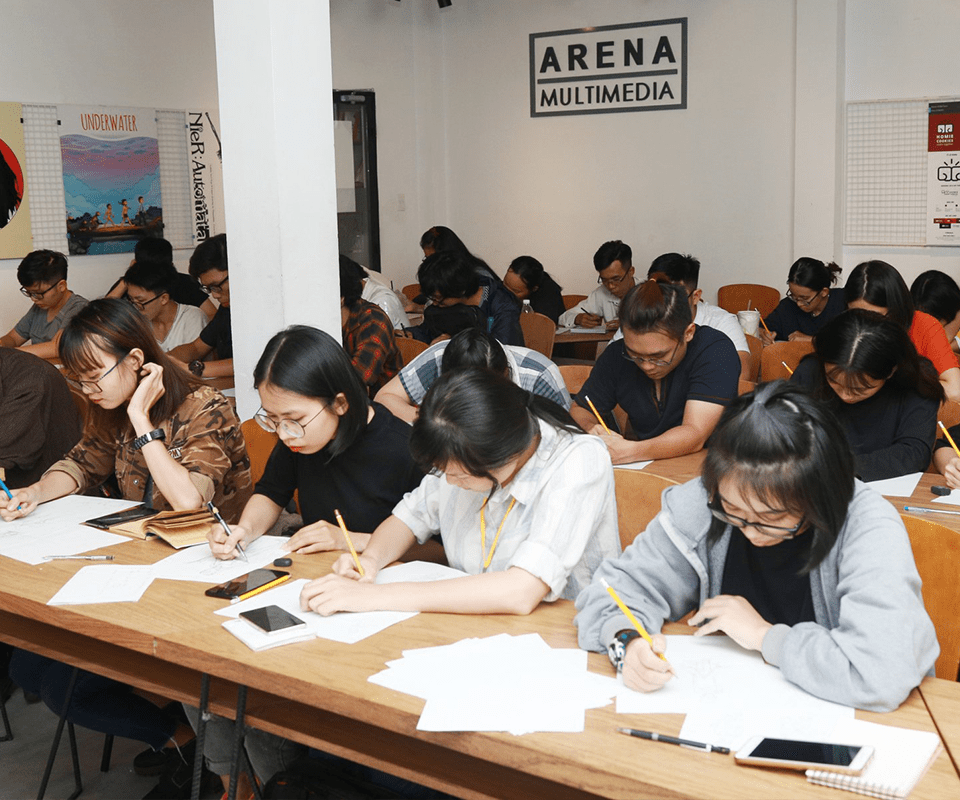 ARENA
MULTIMEDIA
UNDERWATER
NieR:Automata
HOMIE
COOKIES